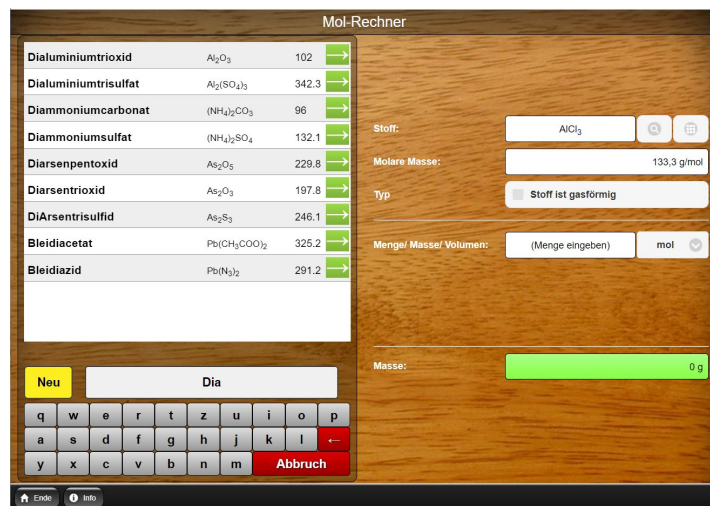 Mol-Rechner
Dialuminiumtrioxid Al₂O₃ 102
Dialuminiumtrisulfat Al₂(SO₄)₃ 342.3
Diammoniumcarbonat (NH₄)₂CO₃ 96
Diammoniumsulfat (NH₄)₂SO₄ 132.1
Diarsenpentoxid As₂O₅ 229.8
Diarsentrioxid As₂O₃ 197.8
DiArsentrisulfid As₂S₃ 246.1
Bleidiacetat Pb(CH₃COO)₂ 325.2
Bleidiazid Pb(N₃)₂ 291.2
Neu Dia
q w e r t z u i o p
a s d f g h j k l ←
y x c v b n m Abbruch
Stoff: AlCl₃
Molare Masse: 133,3 g/mol
Typ Stoff ist gasförmig
Menge/ Masse/ Volumen: (Menge eingeben) mol
Masse: 0 g
Ende Info